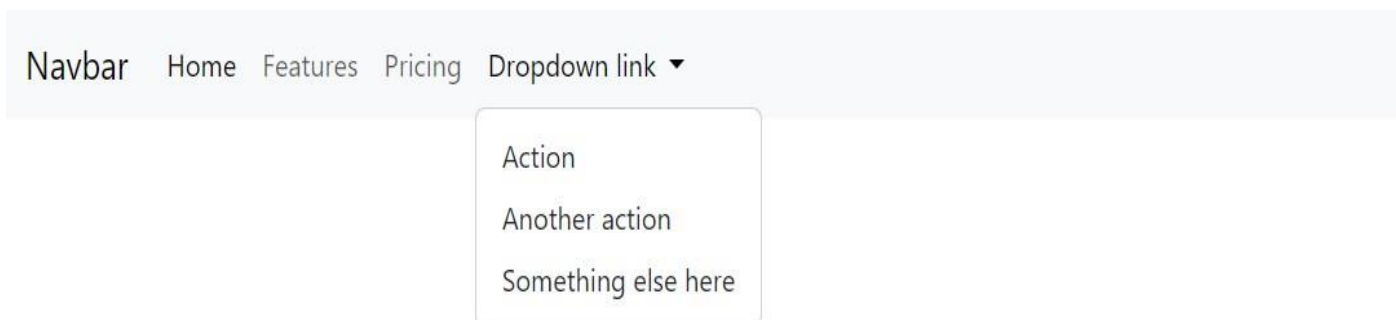 Navbar Home Features Pricing Dropdown link
Action
Another action
Something else here